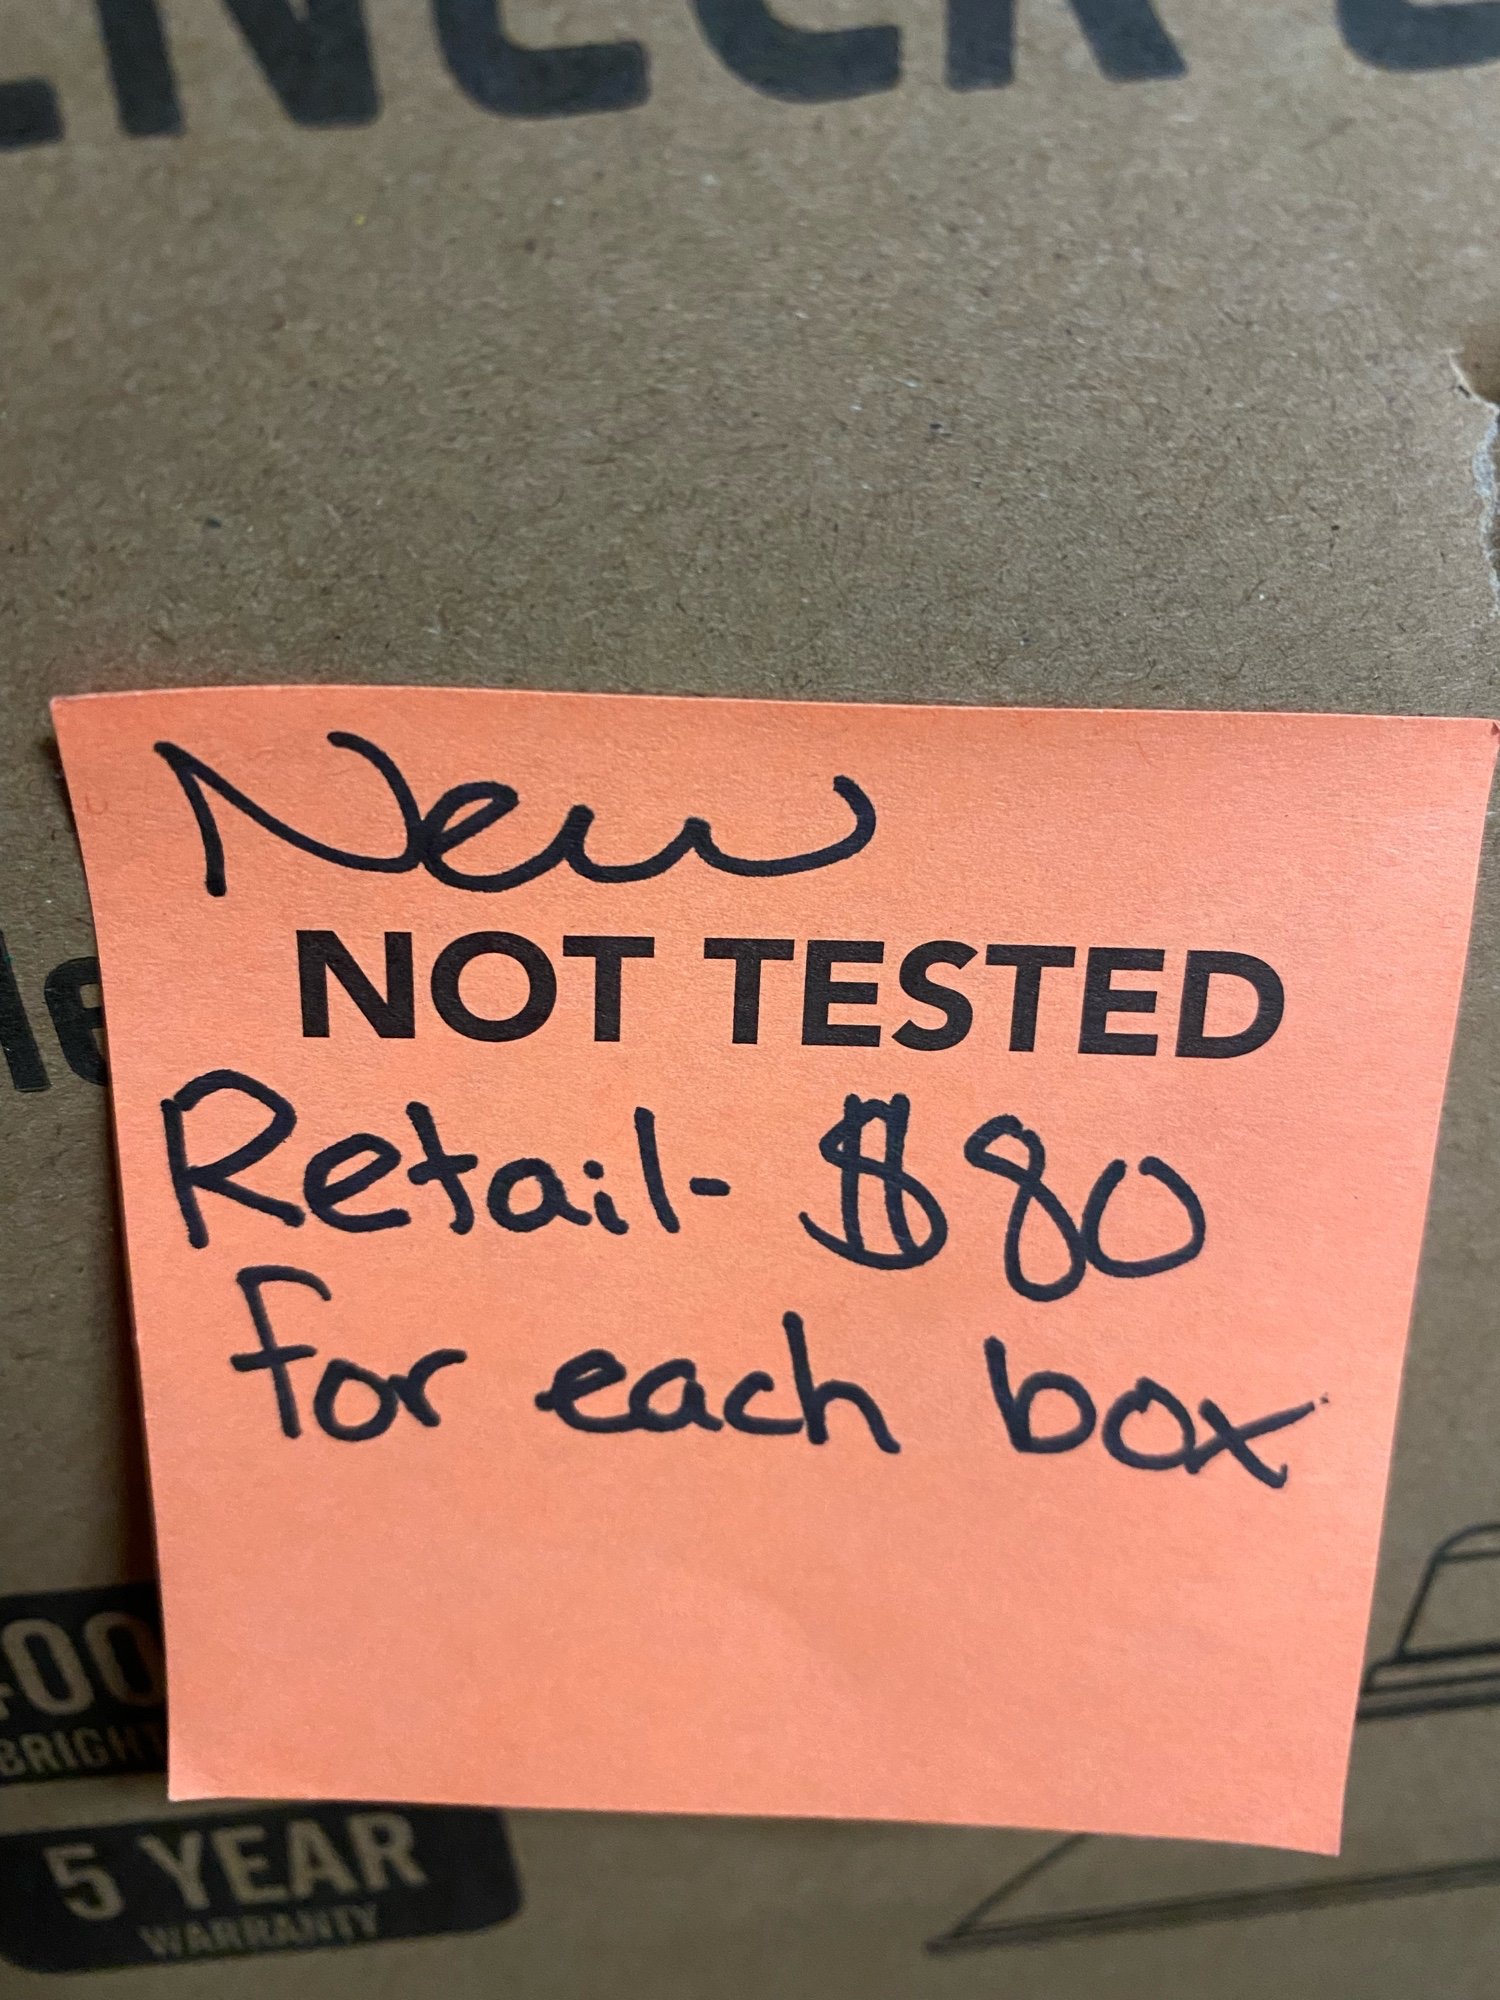 New
NOT TESTED
Retail- $80
for each box
5 YEAR
WARRANTY